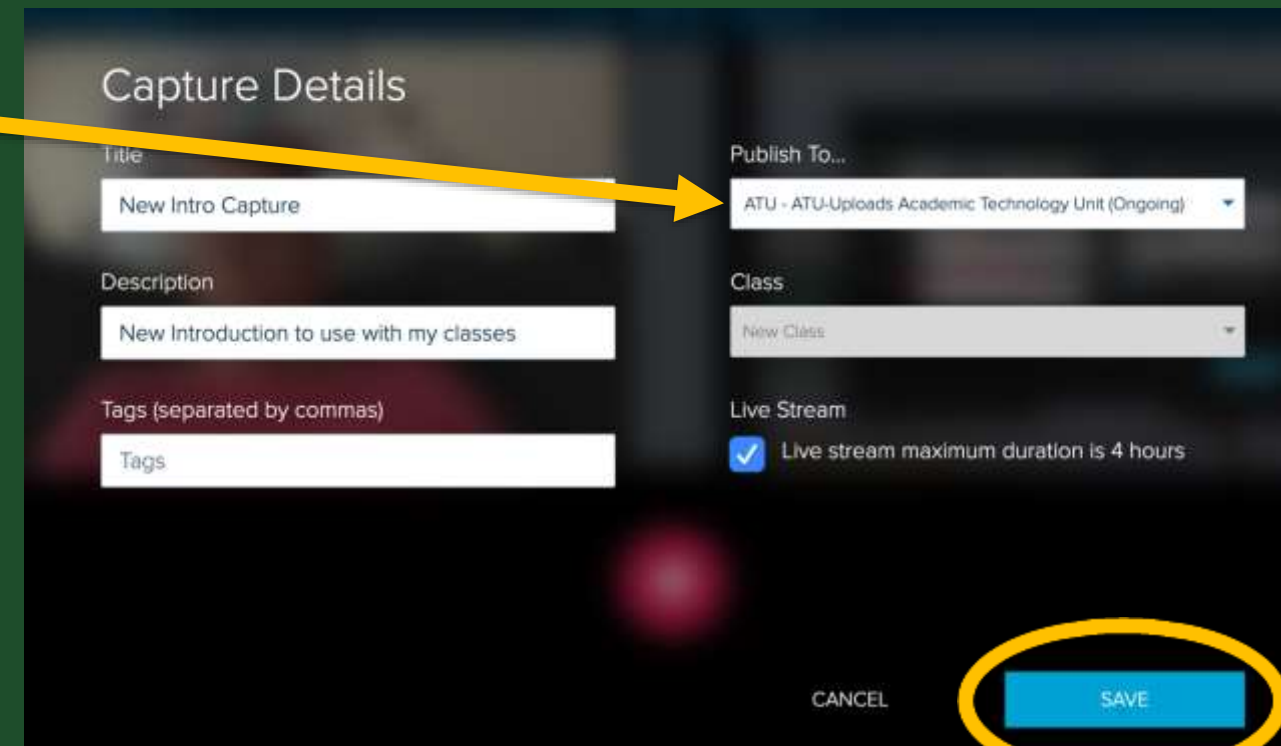 Capture Details
Title
New Intro Capture
Description
New Introduction to use with my classes
Tags (separated by commas)
Tags
Publish To...
ATU - ATU-Uploads Academic Technology Unit (Ongoing)
Class
New Class
Live Stream
Live stream maximum duration is 4 hours
CANCEL
SAVE